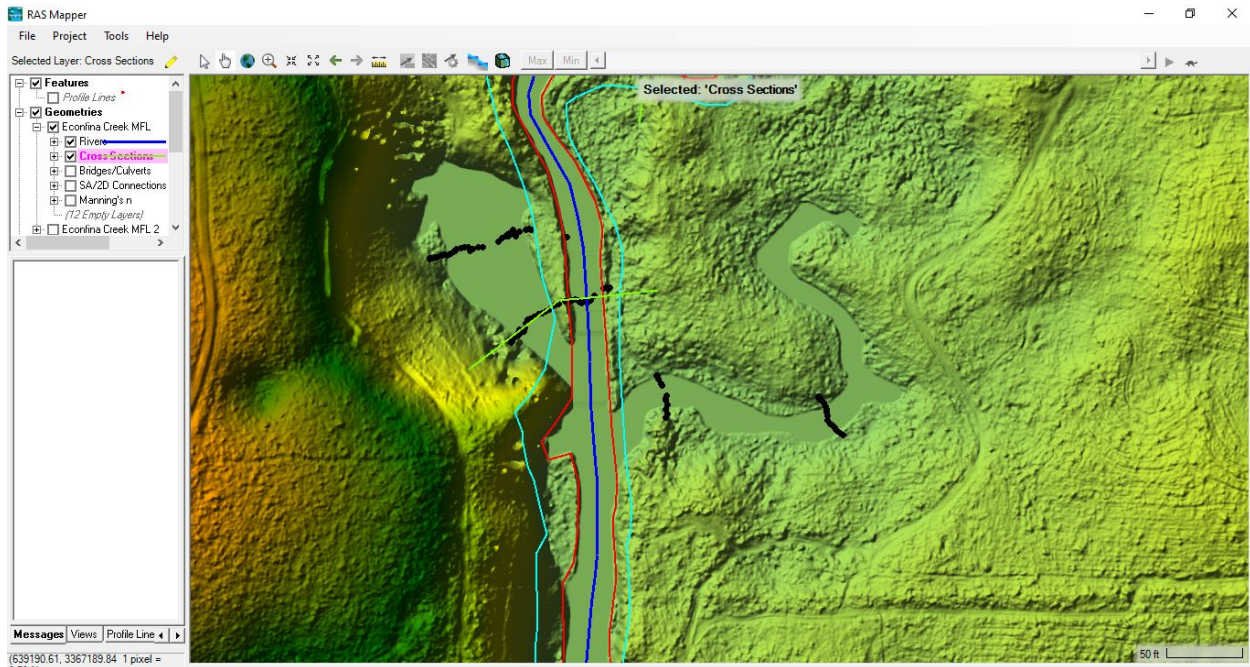 RAS Mapper
File Project Tools Help
Selected Layer: Cross Sections
Max Min
Features
Profile Lines
Geometries
Econfina Creek MFL
Rivers
Cross Sections
Bridges/Culverts
SA/2D Connections
Manning's n
(12 Empty Layers)
Econfina Creek MFL 2
Selected: 'Cross Sections'
Messages Views Profile Line
(639190.61, 3367189.84 1 pixel =
50 ft